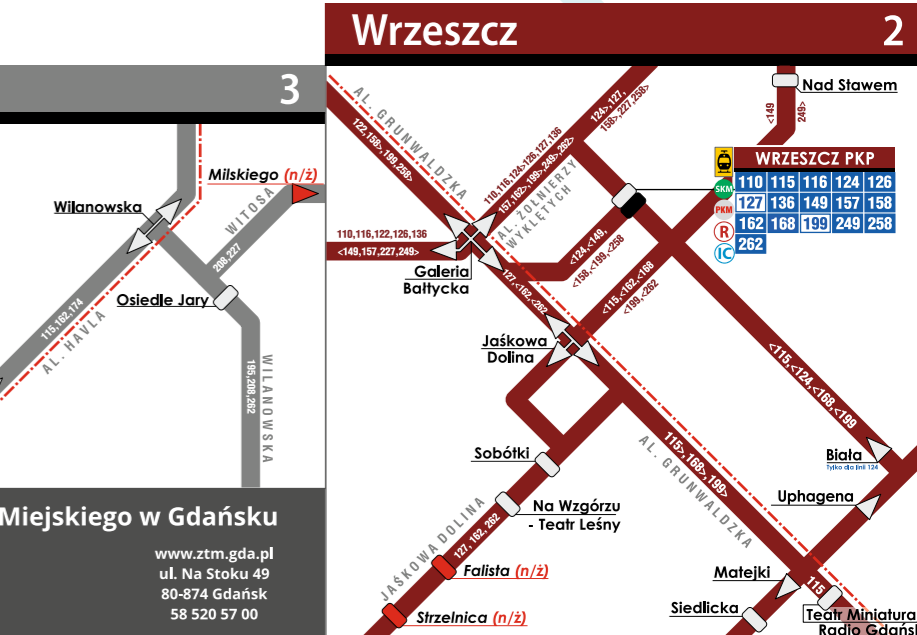 Wrzeszcz 2
3
Milskiego (n/ż)
Wilanowska
WITOSA
208,227
Osiedle Jary
115,162,174
AL. HAVLA
195,208,262
WILANOWSKA
Miejskiego w Gdańsku
www.ztm.gda.pl
ul. Na Stoku 49
80-874 Gdańsk
58 520 57 00
AL. GRUNWALDZKA
122,158>,199,258>
110,116,124>126,127,136
157,162>,199>,249>,262>
124>,127,
158>,227,258>
AL. ŻOŁNIERZY
WYKLĘTYCH
110,116,122,126,136
<149,157,227,249>
Galeria
Bałtycka
127,<162,<262
<124,<149,
<158,<199,<258
<115,<162,<168
<199,<262
Nad Stawem
<149
249>
SKM
PKM
R
IC
WRZESZCZ PKP
110 115 116 124 126
127 136 149 157 158
162 168 199 249 258
262
Jaśkowa
Dolina
<115,<124,<168,<199
Biała
Tylko dla linii 124
Uphagena
115>,168>,199>
AL. GRUNWALDZKA
Sobótki
Na Wzgórzu
- Teatr Leśny
JAŚKOWA DOLINA
127, 162, 262
Falista (n/ż)
Strzelnica (n/ż)
Matejki
115
Siedlicka
Teatr Miniatura
Radio Gdańsk